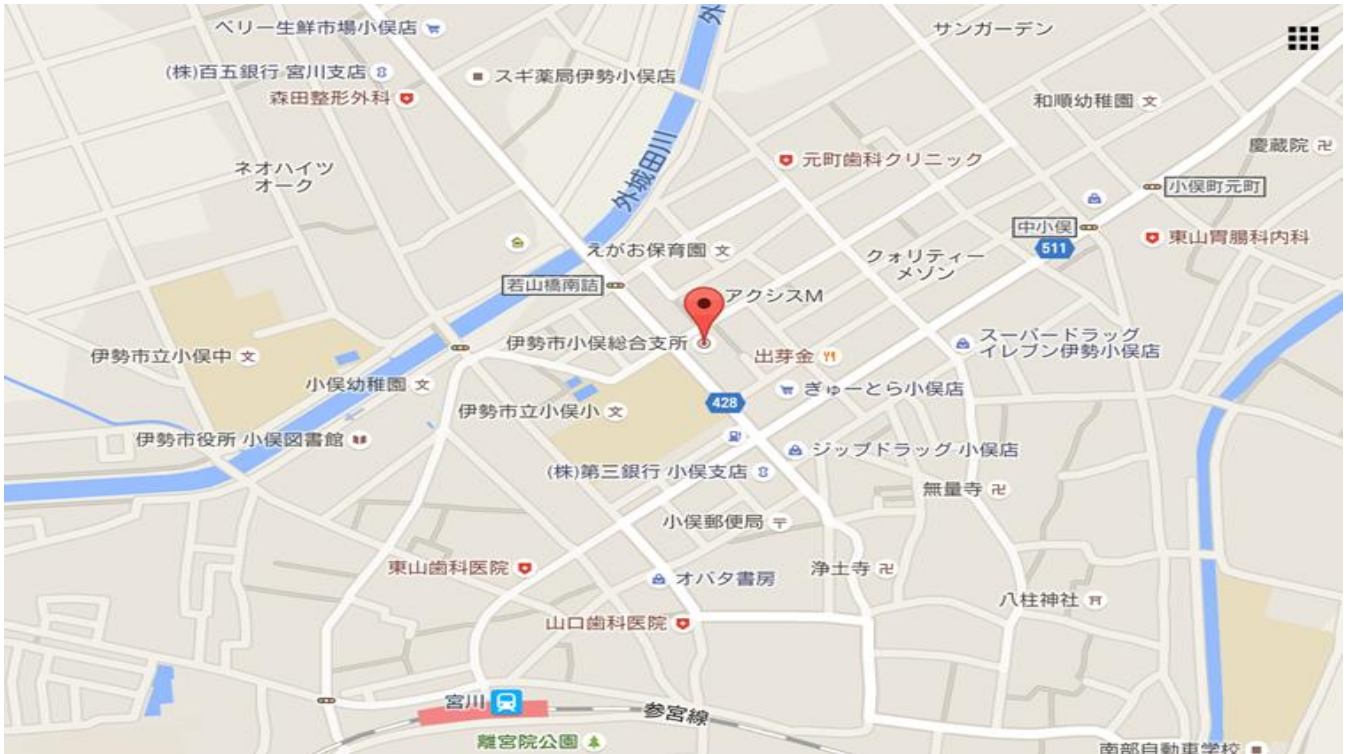 ベリー生鮮市場小俣店
外
サンガーデン
(株)百五銀行 宮川支店
スギ薬局伊勢小俣店
森田整形外科
和順幼稚園
慶蔵院
元町歯科クリニック
ネオハイツ
オーク
外城田川
小俣町元町
中小俣
東山胃腸科内科
511
えがお保育園
クォリティー
メゾン
若山橋南詰
アクシスM
伊勢市小俣総合支所
スーパードラッグ
イレブン伊勢小俣店
伊勢市立小俣中
出芽金
小俣幼稚園
ぎゅーとら小俣店
428
伊勢市立小俣小
伊勢市役所 小俣図書館
ジップドラッグ 小俣店
(株)第三銀行 小俣支店
無量寺
小俣郵便局
東山歯科医院
オバタ書房
浄土寺
八柱神社
山口歯科医院
宮川
参宮線
離宮院公園
南部自動車学校